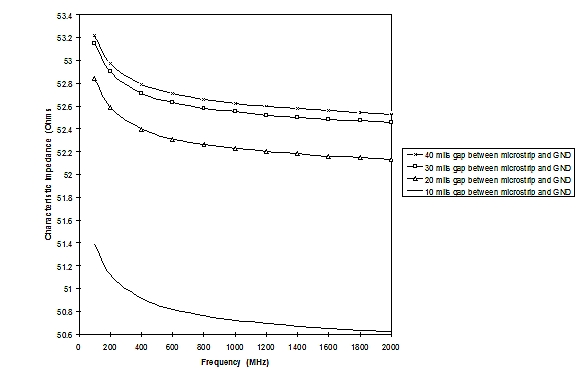 53.4
53.2
53
52.8
52.6
52.4
52.2
52
51.8
51.6
51.4
51.2
51
50.8
50.6
Characteristic Impedance (Ohms
0 200 400 600 800 1000 1200 1400 1600 1800 2000
Frequency (MHz)
40 mils gap between microstrip and GND
30 mils gap between microstrip and GND
20 mils gap between microstrip and GND
10 mils gap between microstrip and GND